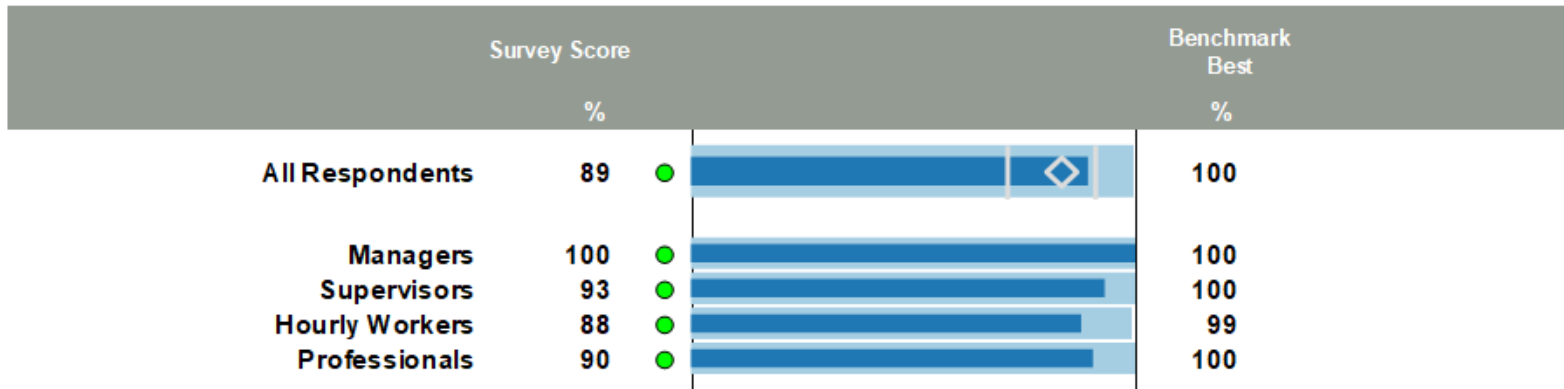 Survey Score
Benchmark
Best
%
%
All Respondents 89 100
Managers 100 100
Supervisors 93 100
Hourly Workers 88 99
Professionals 90 100